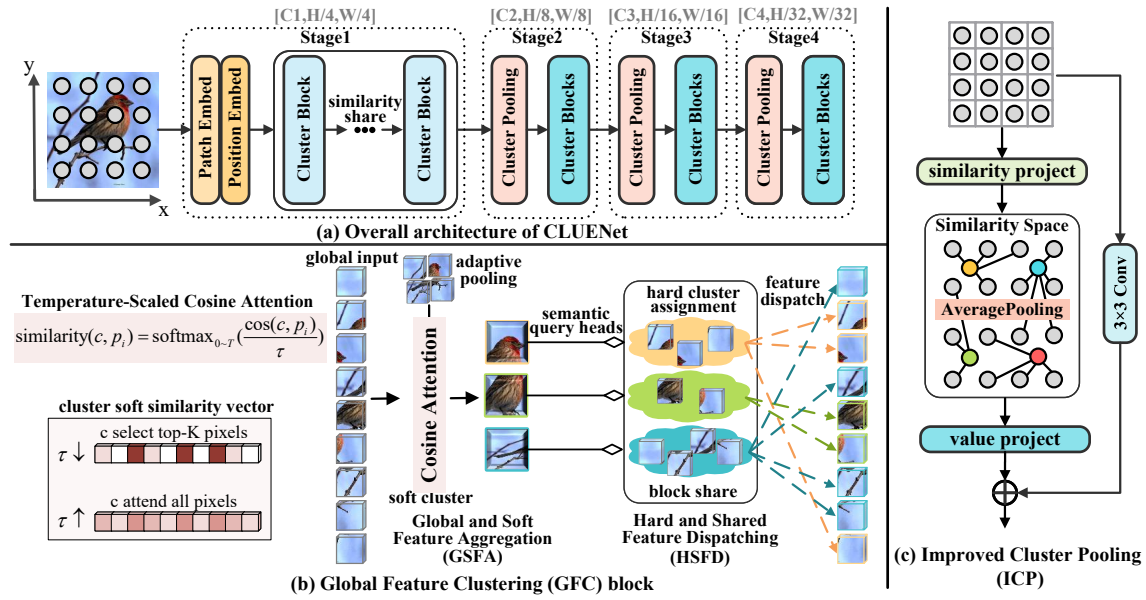 [C1,H/4,W/4]
[C2,H/8,W/8]
[C3,H/16,W/16]
[C4,H/32,W/32]
Stage1
Stage2
Stage3
Stage4
y
x
Patch Embed
Position Embed
Cluster Block
similarity
share
Cluster Block
Cluster Pooling
Cluster Blocks
Cluster Pooling
Cluster Blocks
Cluster Pooling
Cluster Blocks
(a) Overall architecture of CLUENet
Temperature-Scaled Cosine Attention
similarity(c, p_i) = softmax_{0~T}(cos(c, p_i)/τ)
cluster soft similarity vector
c select top-K pixels
τ ↓
c attend all pixels
τ ↑
global input
adaptive
pooling
Cosine Attention
soft cluster
Global and Soft
Feature Aggregation
(GSFA)
semantic
query heads
hard cluster
assignment
block share
Hard and Shared
Feature Dispatching
(HSFD)
feature
dispatch
(b) Global Feature Clustering (GFC) block
similarity project
Similarity Space
AveragePooling
3×3 Conv
value project
(c) Improved Cluster Pooling
(ICP)